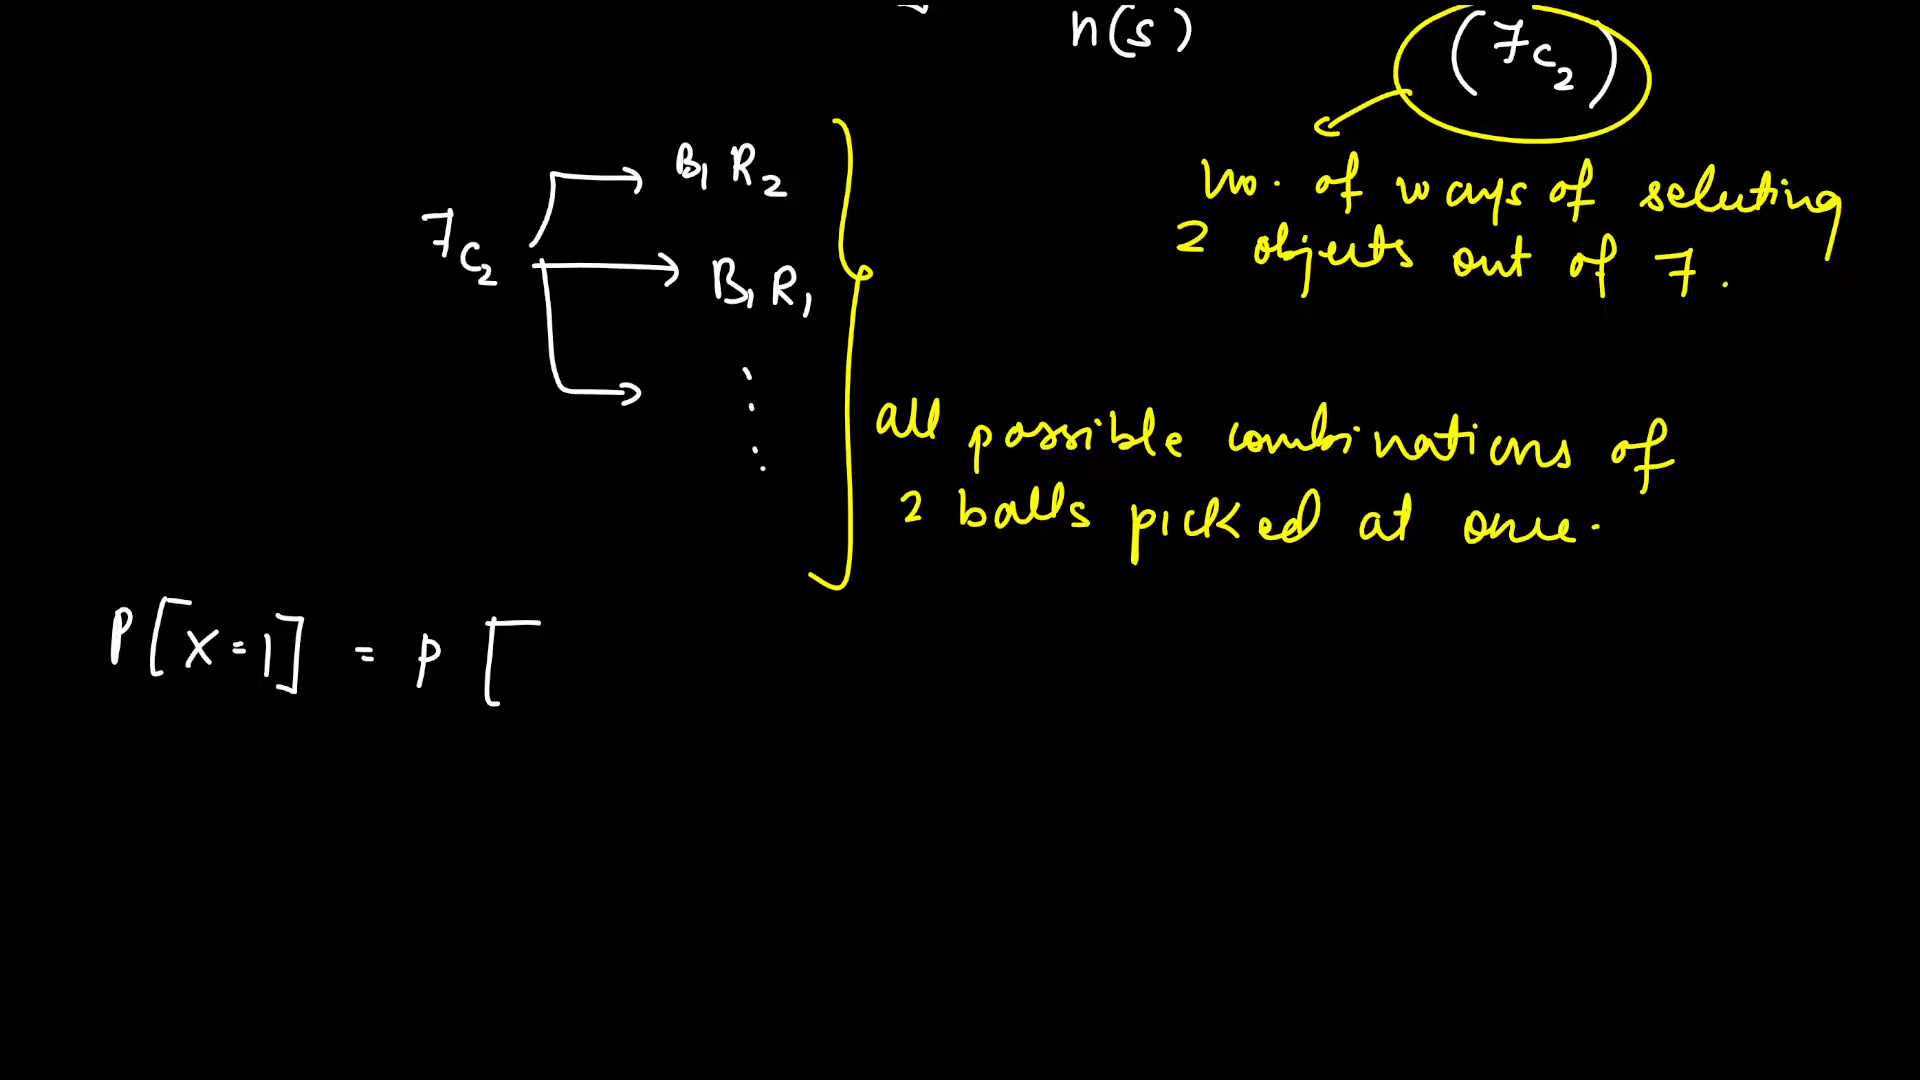 n(s) (7c₂)
no. of ways of selecting
2 objects out of 7.
7c₂ B₁ R₂
B₁ R₁
all possible combinations of
2 balls picked at once.
P[X=1] = P [